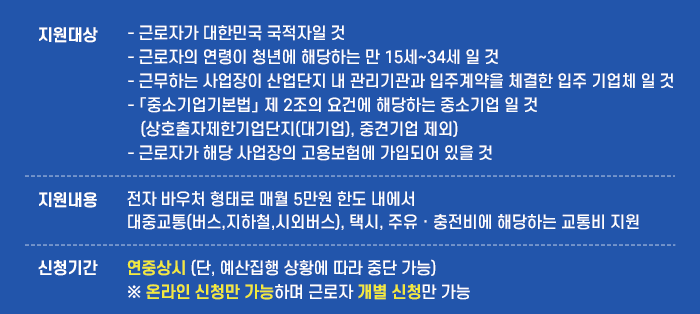 지원대상
- 근로자가 대한민국 국적자일 것
- 근로자의 연령이 청년에 해당하는 만 15세~34세 일 것
- 근무하는 사업장이 산업단지 내 관리기관과 입주계약을 체결한 입주 기업체 일 것
- 「중소기업기본법」 제 2조의 요건에 해당하는 중소기업 일 것
(상호출자제한기업단지(대기업), 중견기업 제외)
- 근로자가 해당 사업장의 고용보험에 가입되어 있을 것
지원내용
전자 바우처 형태로 매월 5만원 한도 내에서
대중교통(버스,지하철,시외버스), 택시, 주유 · 충전비에 해당하는 교통비 지원
신청기간
연중상시 (단, 예산집행 상황에 따라 중단 가능)
※ 온라인 신청만 가능하며 근로자 개별 신청만 가능